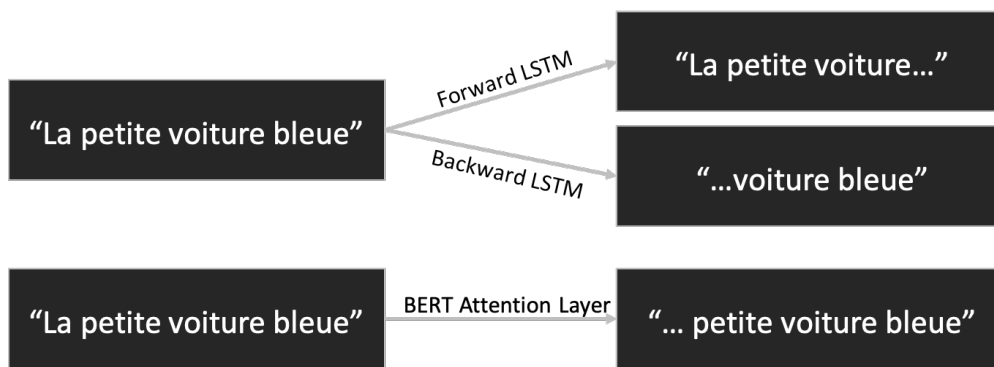 “La petite voiture bleue”
Forward LSTM
“La petite voiture…”
Backward LSTM
“…voiture bleue”
“La petite voiture bleue”
BERT Attention Layer
“… petite voiture bleue”